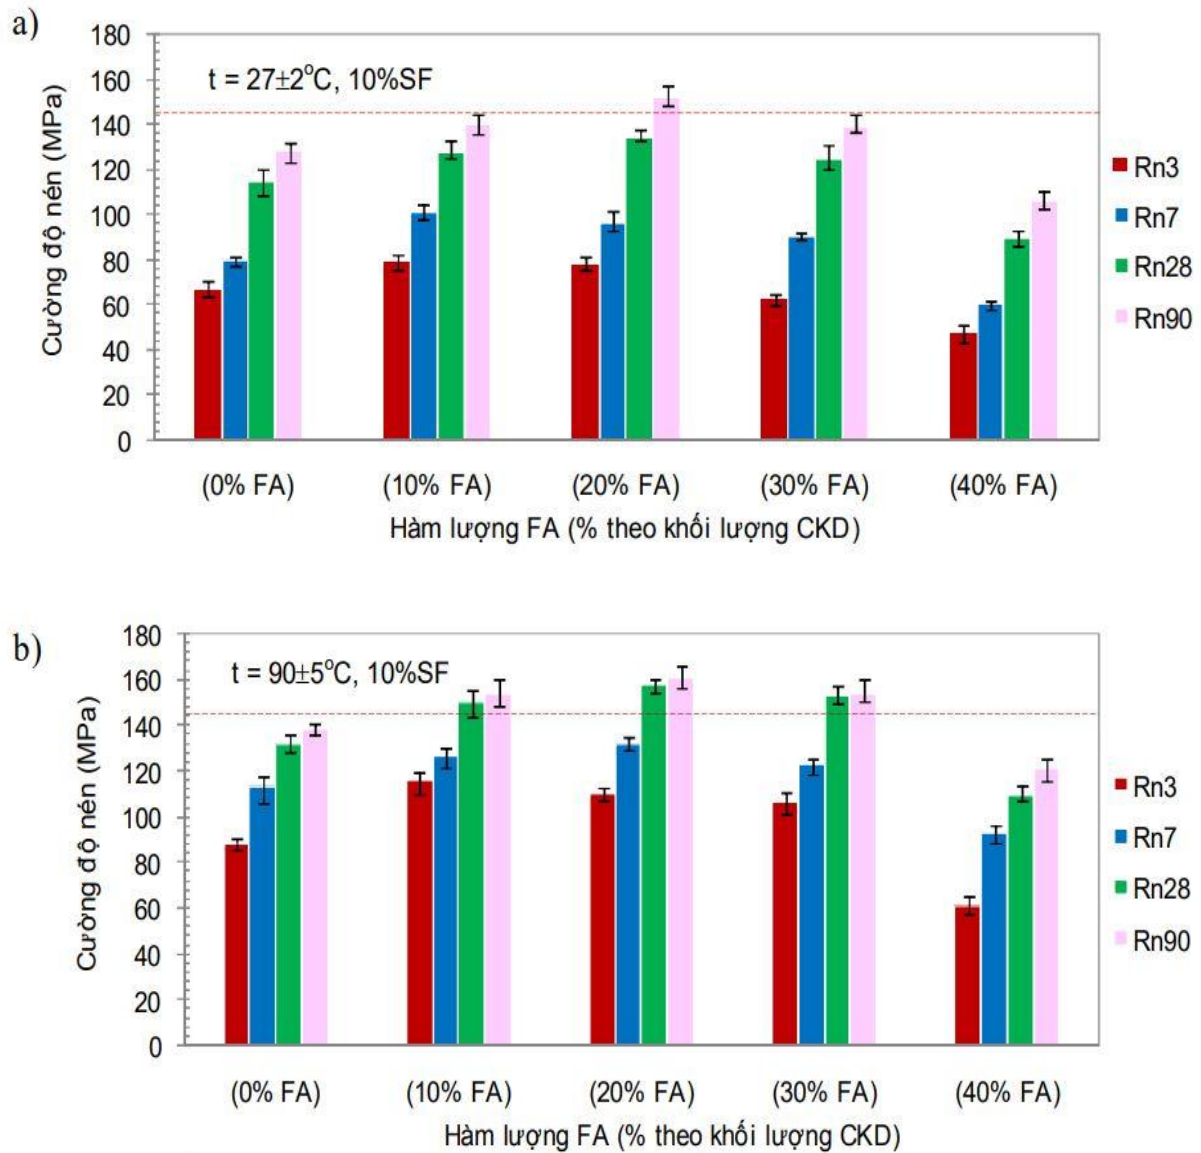 a)
Cường độ nén (MPa)
180
160
140
120
100
80
60
40
20
0
t = 27±2°C, 10%SF
Rn3
Rn7
Rn28
Rn90
(0% FA) (10% FA) (20% FA) (30% FA) (40% FA)
Hàm lượng FA (% theo khối lượng CKD)
b)
Cường độ nén (MPa)
180
160
140
120
100
80
60
40
20
0
t = 90±5°C, 10%SF
Rn3
Rn7
Rn28
Rn90
(0% FA) (10% FA) (20% FA) (30% FA) (40% FA)
Hàm lượng FA (% theo khối lượng CKD)